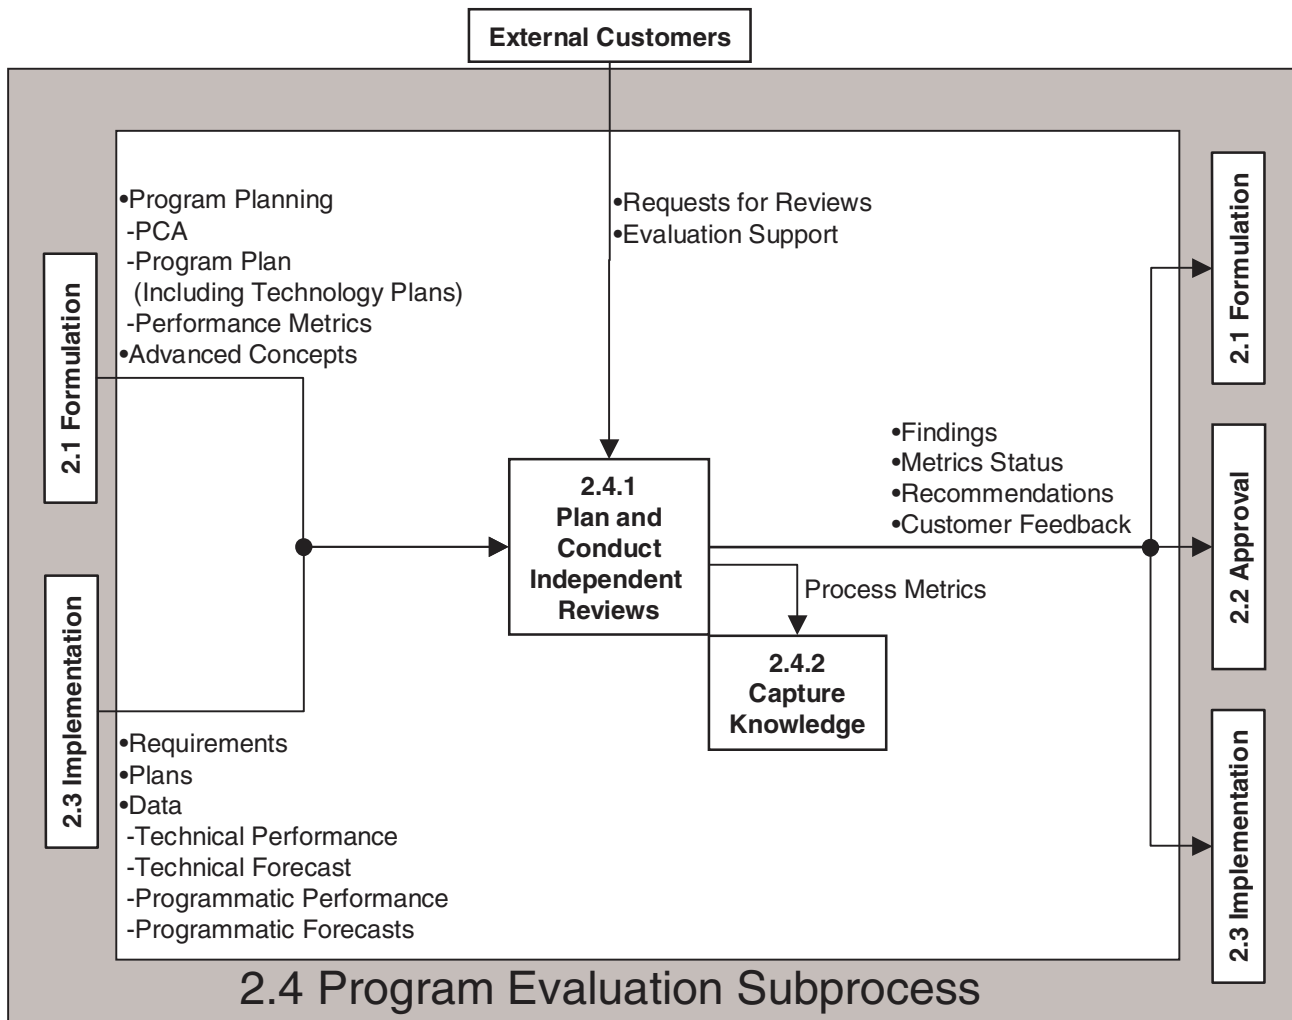 External Customers
•Program Planning
-PCA
-Program Plan
(Including Technology Plans)
-Performance Metrics
•Advanced Concepts
•Requests for Reviews
•Evaluation Support
2.1 Formulation
2.1 Formulation
•Findings
•Metrics Status
•Recommendations
•Customer Feedback
2.4.1
Plan and
Conduct
Independent
Reviews
2.2 Approval
Process Metrics
2.4.2
Capture
Knowledge
2.3 Implementation
•Requirements
•Plans
•Data
-Technical Performance
-Technical Forecast
-Programmatic Performance
-Programmatic Forecasts
2.3 Implementation
2.4 Program Evaluation Subprocess